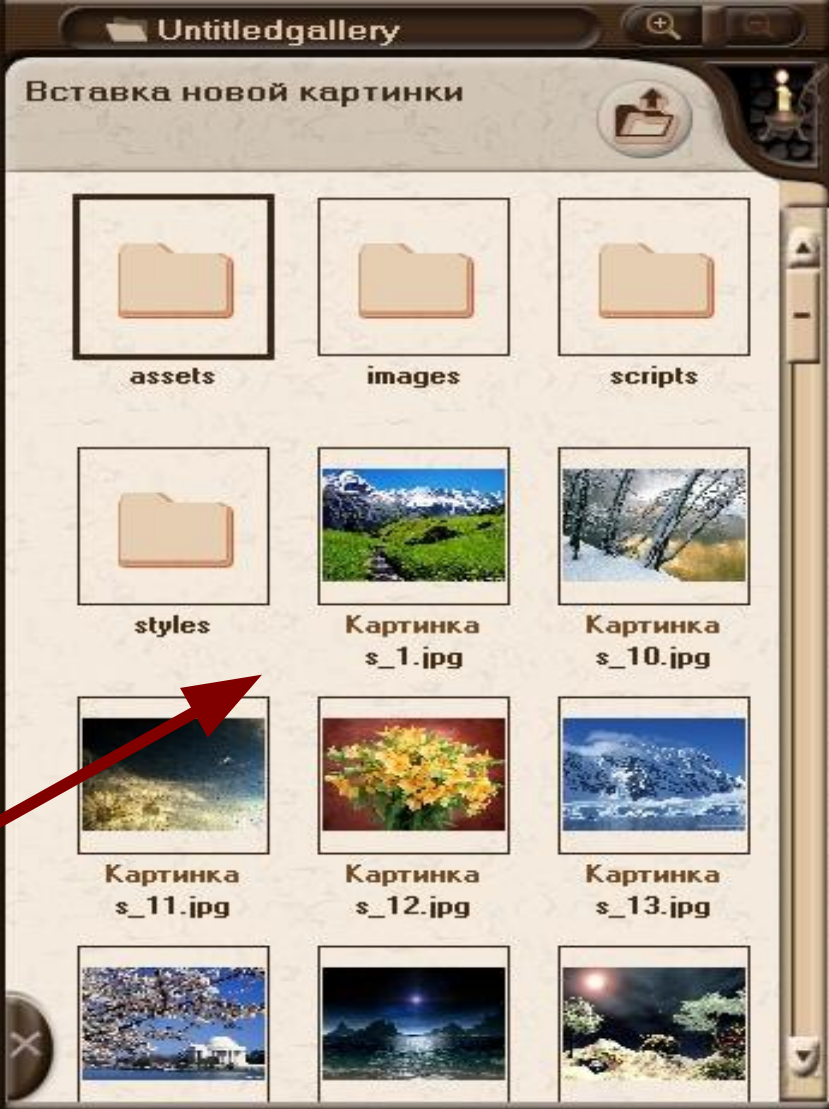 Untitledgallery
Вставка новой картинки
assets images scripts
styles Картинка Картинка
s_1.jpg s_10.jpg
Картинка Картинка Картинка
s_11.jpg s_12.jpg s_13.jpg